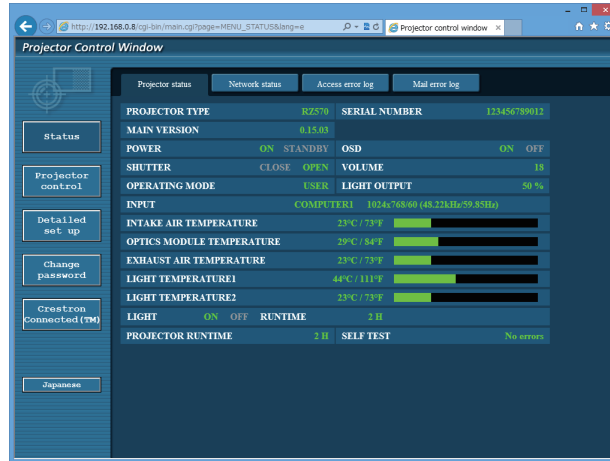 http://192.168.0.8/cgi-bin/main.cgi?page=MENU_STATUS&lang=e
Projector control window
Projector Control Window
Projector status Network status Access error log Mail error log
PROJECTOR TYPE RZ570 SERIAL NUMBER 123456789012
MAIN VERSION 0.15.03
POWER ON STANDBY OSD ON OFF
SHUTTER CLOSE OPEN VOLUME 18
OPERATING MODE USER LIGHT OUTPUT 50 %
INPUT COMPUTER1 1024x768/60 (48.22kHz/59.85Hz)
INTAKE AIR TEMPERATURE 23°C / 73°F
OPTICS MODULE TEMPERATURE 29°C / 84°F
EXHAUST AIR TEMPERATURE 23°C / 73°F
LIGHT TEMPERATURE1 44°C / 111°F
LIGHT TEMPERATURE2 23°C / 73°F
LIGHT ON OFF RUNTIME 2 H
PROJECTOR RUNTIME 2 H SELF TEST No errors
Status
Projector
control
Detailed
set up
Change
password
Crestron
Connected(TM)
Japanese